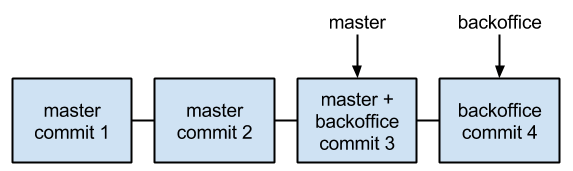 master
backoffice
master
commit 1
master
commit 2
master +
backoffice
commit 3
backoffice
commit 4